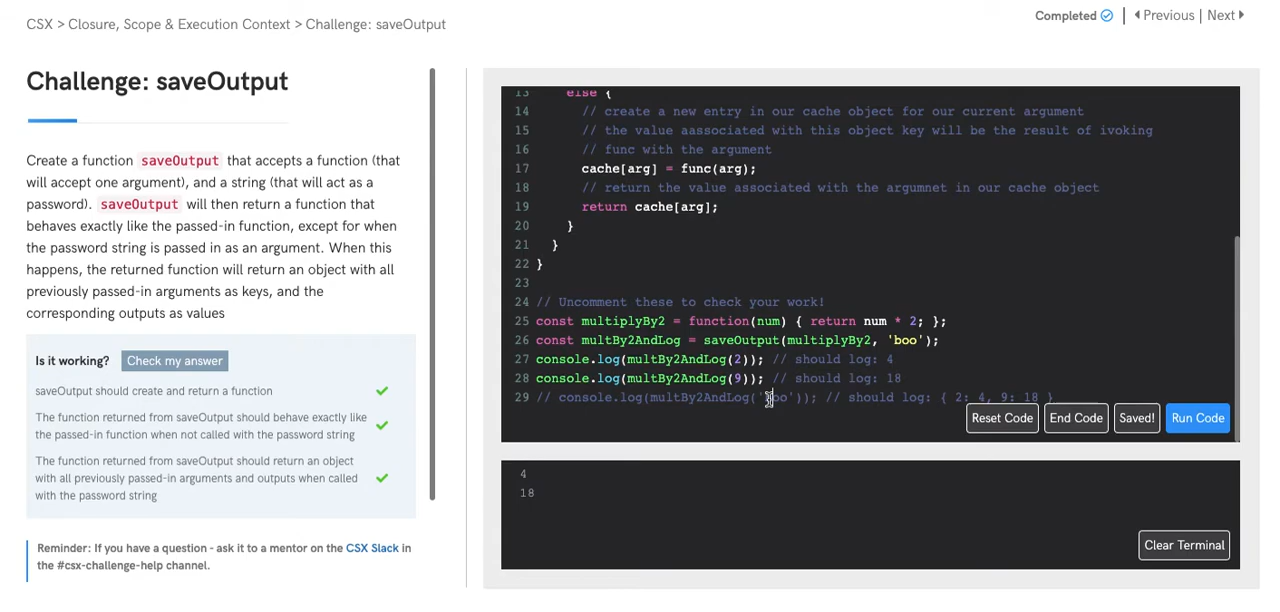 CSX > Closure, Scope & Execution Context > Challenge: saveOutput
Completed | Previous | Next
Challenge: saveOutput
Create a function saveOutput that accepts a function (that
will accept one argument), and a string (that will act as a
password). saveOutput will then return a function that
behaves exactly like the passed-in function, except for when
the password string is passed in as an argument. When this
happens, the returned function will return an object with all
previously passed-in arguments as keys, and the
corresponding outputs as values
Is it working? Check my answer
saveOutput should create and return a function
The function returned from saveOutput should behave exactly like
the passed-in function when not called with the password string
The function returned from saveOutput should return an object
with all previously passed-in arguments and outputs when called
with the password string
Reminder: If you have a question - ask it to a mentor on the CSX Slack in
the #csx-challenge-help channel.
13 else {
14 // create a new entry in our cache object for our current argument
15 // the value aassociated with this object key will be the result of ivoking
16 // func with the argument
17 cache[arg] = func(arg);
18 // return the value associated with the argumnet in our cache object
19 return cache[arg];
20 }
21 }
22 }
23
24 // Uncomment these to check your work!
25 const multiplyBy2 = function(num) { return num * 2; };
26 const multBy2AndLog = saveOutput(multiplyBy2, 'boo');
27 console.log(multBy2AndLog(2)); // should log: 4
28 console.log(multBy2AndLog(9)); // should log: 18
29 // console.log(multBy2AndLog('boo')); // should log: { 2: 4, 9: 18 }
Reset Code End Code Saved! Run Code
4
18
Clear Terminal